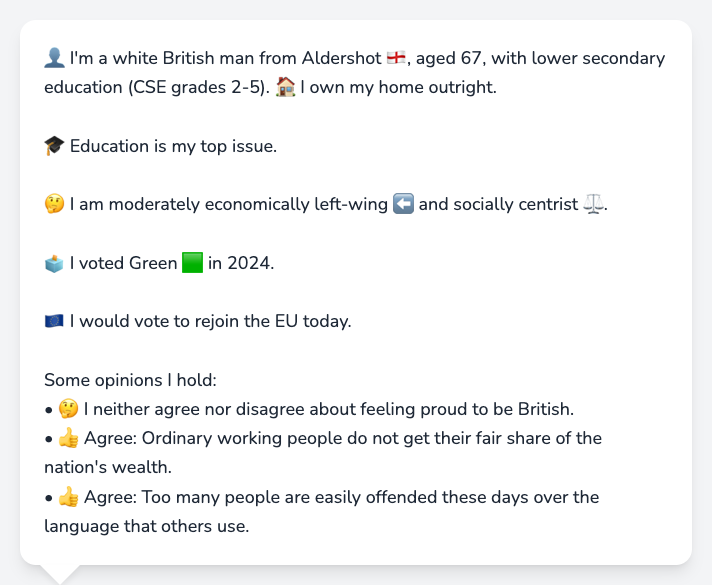 👤 I'm a white British man from Aldershot 🏴󠁧󠁢󠁥󠁮󠁧󠁿, aged 67, with lower secondary
education (CSE grades 2-5). 🏠 I own my home outright.
🎓 Education is my top issue.
🤔 I am moderately economically left-wing ⬅️ and socially centrist ⚖️.
🗳️ I voted Green 🟩 in 2024.
🇪🇺 I would vote to rejoin the EU today.
Some opinions I hold:
• 🤔 I neither agree nor disagree about feeling proud to be British.
• 👍 Agree: Ordinary working people do not get their fair share of the
nation's wealth.
• 👍 Agree: Too many people are easily offended these days over the
language that others use.